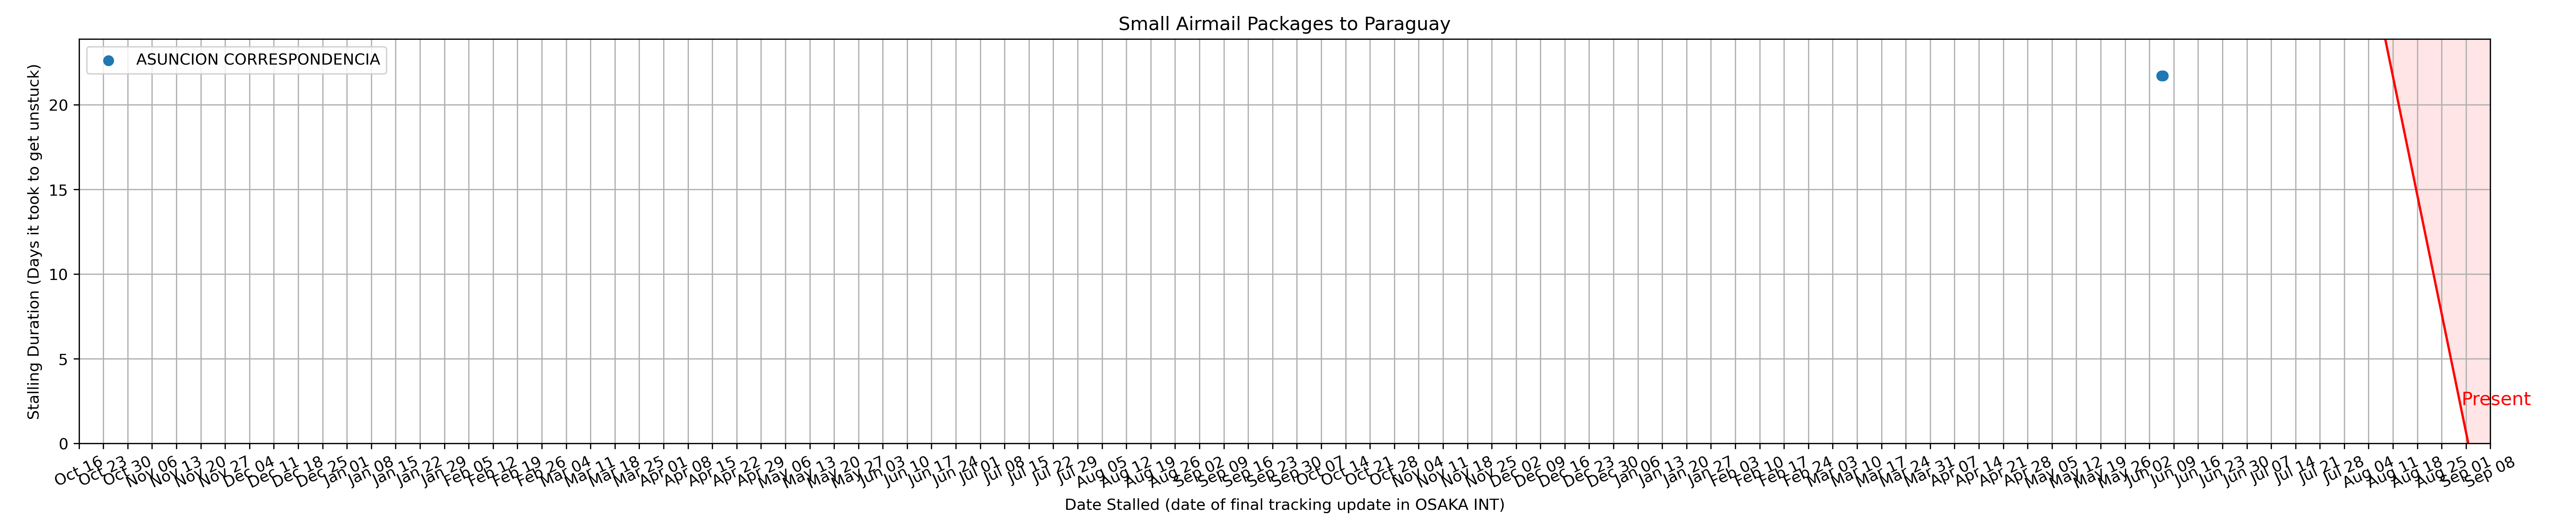 Small Airmail Packages to Paraguay
ASUNCION CORRESPONDENCIA
Stalling Duration (Days it took to get unstuck)
20
15
10
5
0
Present
Oct 16
Oct 23
Oct 30
Nov 06
Nov 13
Nov 20
Nov 27
Dec 04
Dec 11
Dec 18
Dec 25
Jan 01
Jan 08
Jan 15
Jan 22
Jan 29
Feb 05
Feb 12
Feb 19
Feb 26
Mar 04
Mar 11
Mar 18
Mar 25
Apr 01
Apr 08
Apr 15
Apr 22
Apr 29
May 06
May 13
May 20
May 27
Jun 03
Jun 10
Jun 17
Jun 24
Jul 01
Jul 08
Jul 15
Jul 22
Jul 29
Aug 05
Aug 12
Aug 19
Aug 26
Sep 02
Sep 09
Sep 16
Sep 23
Sep 30
Oct 07
Oct 14
Oct 21
Oct 28
Nov 04
Nov 11
Nov 18
Nov 25
Dec 02
Dec 09
Dec 16
Dec 23
Dec 30
Jan 06
Jan 13
Jan 20
Jan 27
Feb 03
Feb 10
Feb 17
Feb 24
Mar 03
Mar 10
Mar 17
Mar 24
Mar 31
Apr 07
Apr 14
Apr 21
Apr 28
May 05
May 12
May 19
May 26
Jun 02
Jun 09
Jun 16
Jun 23
Jun 30
Jul 07
Jul 14
Jul 21
Jul 28
Aug 04
Aug 11
Aug 18
Aug 25
Sep 01
Sep 08
Date Stalled (date of final tracking update in OSAKA INT)